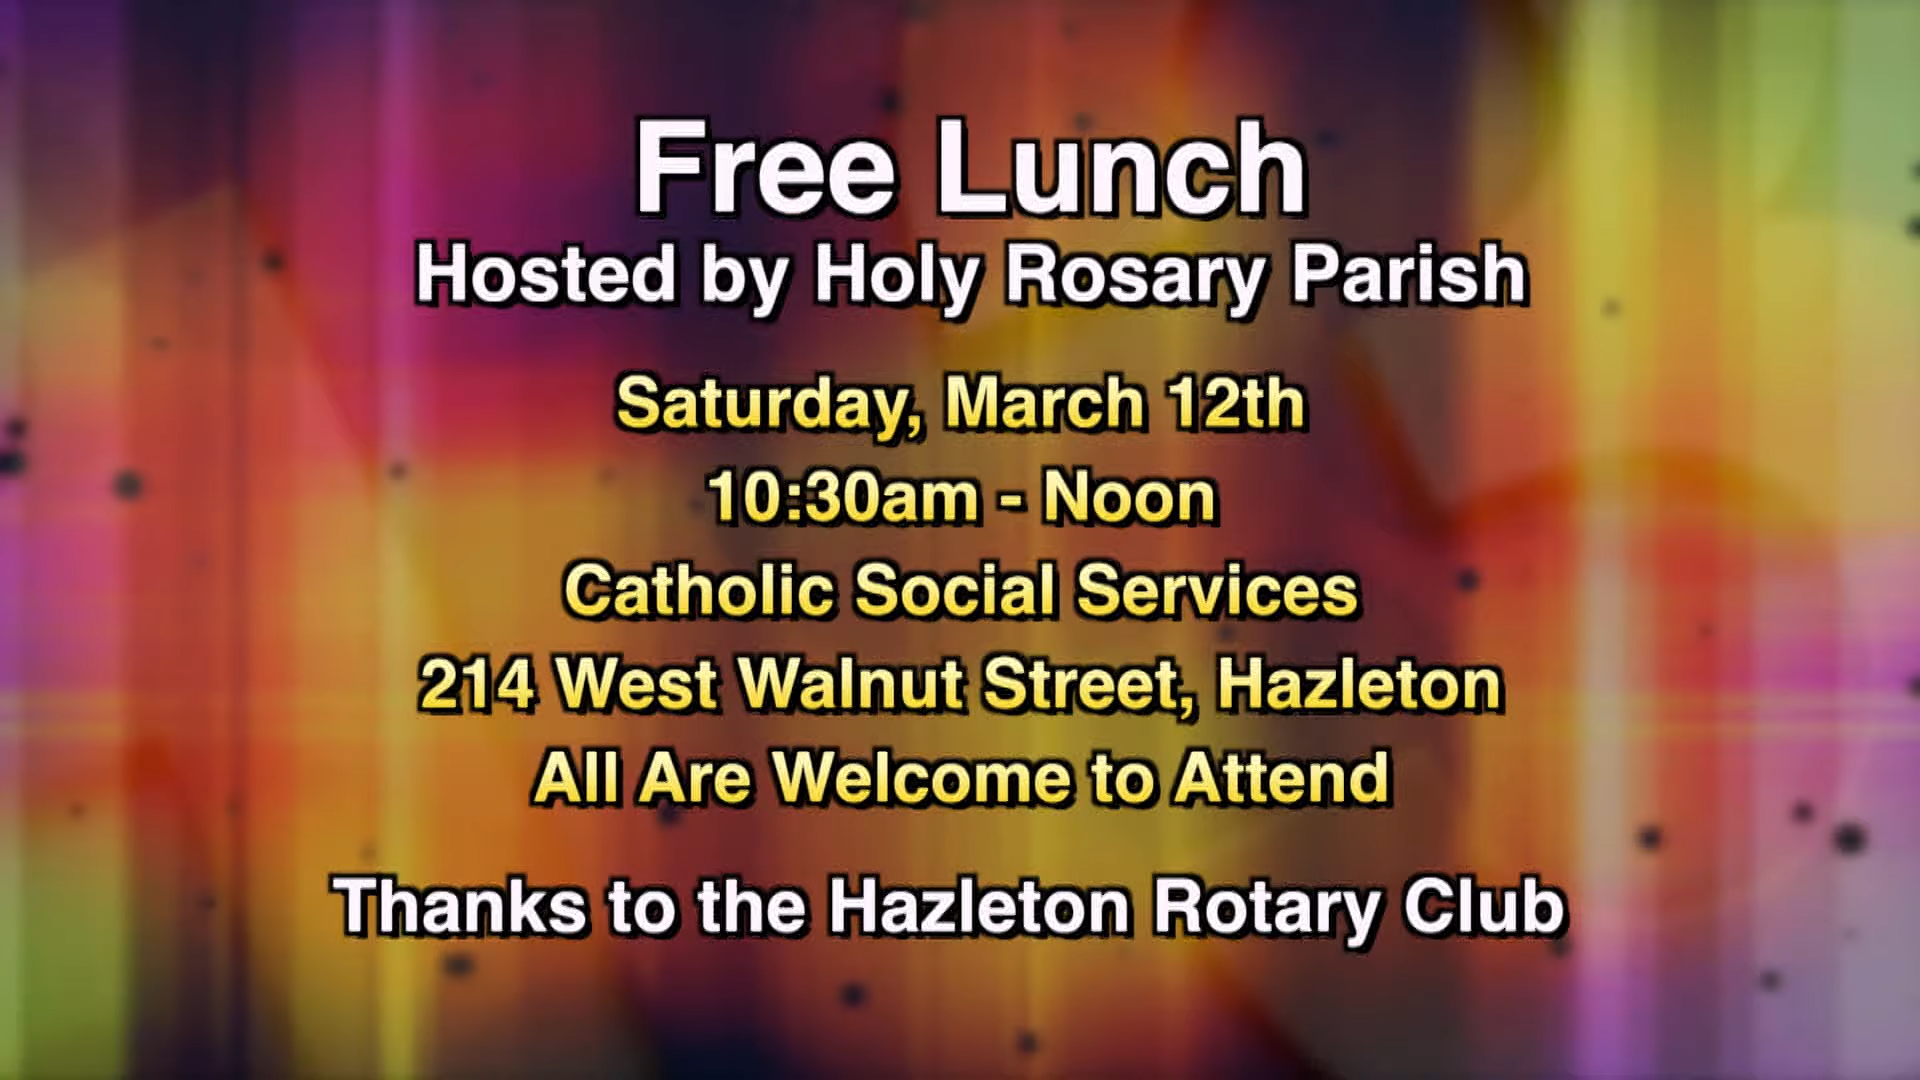 Free Lunch
Hosted by Holy Rosary Parish
Saturday, March 12th
10:30am - Noon
Catholic Social Services
214 West Walnut Street, Hazleton
All Are Welcome to Attend
Thanks to the Hazleton Rotary Club